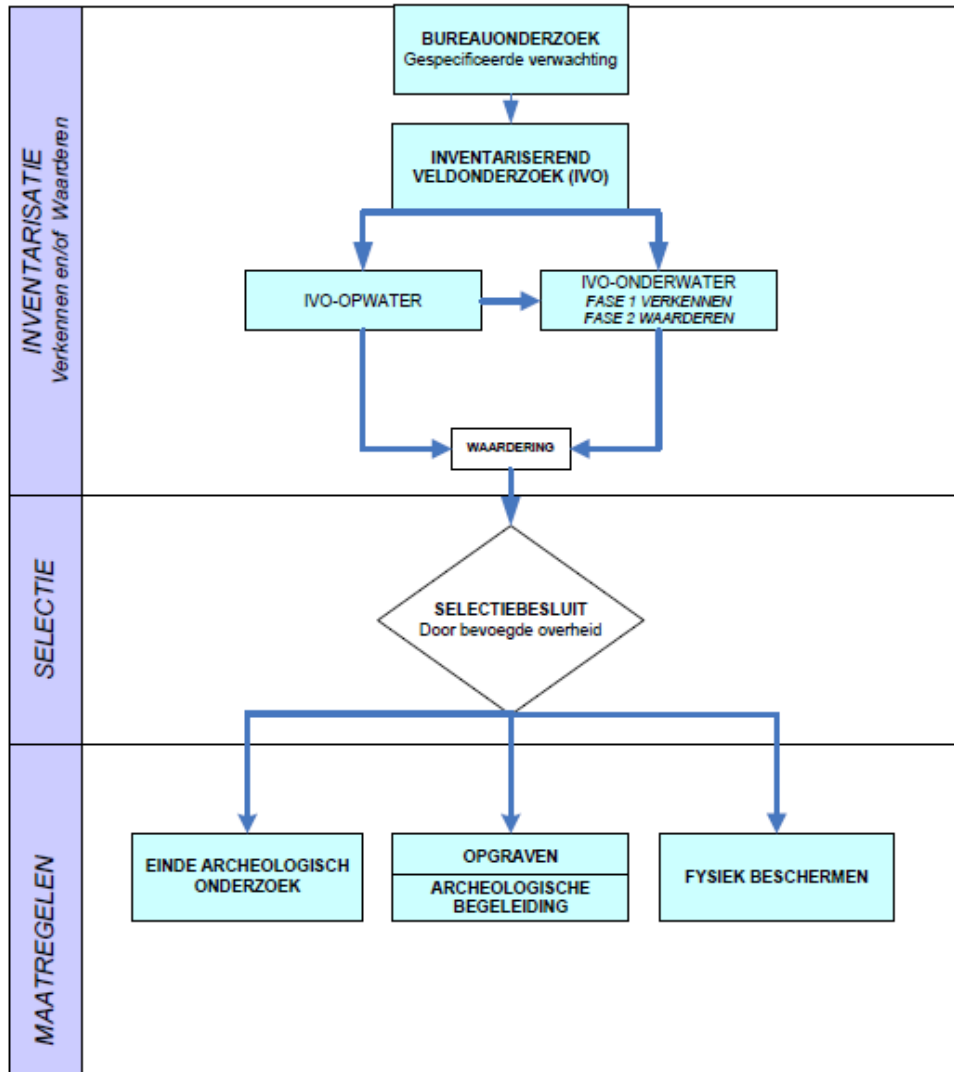 INVENTARISATIE
Verkennen en/of Waarderen
BUREAUONDERZOEK
Gespecificeerde verwachting
INVENTARISEREND
VELDONDERZOEK (IVO)
IVO-OPWATER
IVO-ONDERWATER
FASE 1 VERKENNEN
FASE 2 WAARDEREN
WAARDERING
SELECTIE
SELECTIEBESLUIT
Door bevoegde overheid
MAATREGELEN
EINDE ARCHEOLOGISCH
ONDERZOEK
OPGRAVEN
ARCHEOLOGISCHE
BEGELEIDING
FYSIEK BESCHERMEN